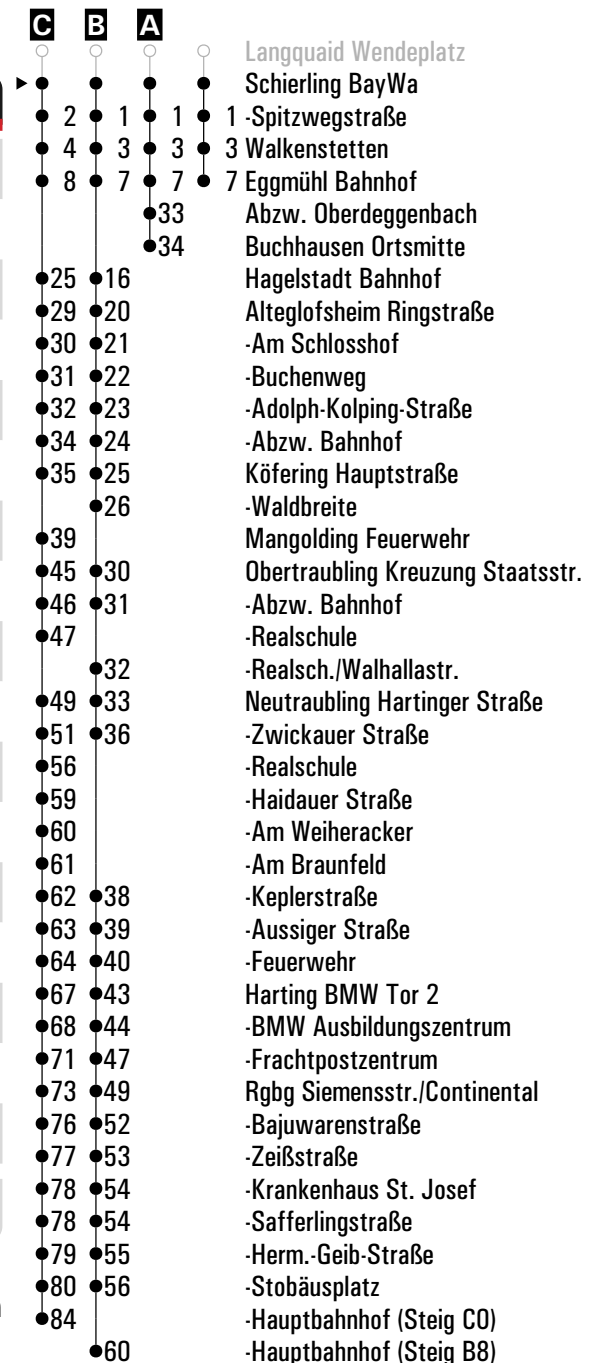 C B A
Langquaid Wendeplatz
Schierling BayWa
2 1 1 1 -Spitzwegstraße
4 3 3 3 Walkenstetten
8 7 7 7 Eggmühl Bahnhof
33 Abzw. Oberdeggenbach
34 Buchhausen Ortsmitte
25 16 Hagelstadt Bahnhof
29 20 Alteglofsheim Ringstraße
30 21 -Am Schlosshof
31 22 -Buchenweg
32 23 -Adolph-Kolping-Straße
34 24 -Abzw. Bahnhof
35 25 Köfering Hauptstraße
26 -Waldbreite
39 Mangolding Feuerwehr
45 30 Obertraubling Kreuzung Staatsstr.
46 31 -Abzw. Bahnhof
47 -Realschule
32 -Realsch./Walhallastr.
49 33 Neutraubling Hartinger Straße
51 36 -Zwickauer Straße
56 -Realschule
59 -Haidauer Straße
60 -Am Weiheracker
61 -Am Braunfeld
62 38 -Keplerstraße
63 39 -Aussiger Straße
64 40 -Feuerwehr
67 43 Harting BMW Tor 2
68 44 -BMW Ausbildungszentrum
71 47 -Frachtpostzentrum
73 49 Rgbg Siemensstr./Continental
76 52 -Bajuwarenstraße
77 53 -Zeißstraße
78 54 -Krankenhaus St. Josef
78 54 -Safferlingstraße
79 55 -Herm.-Geib-Straße
80 56 -Stobäusplatz
84 -Hauptbahnhof (Steig C0)
60 -Hauptbahnhof (Steig B8)